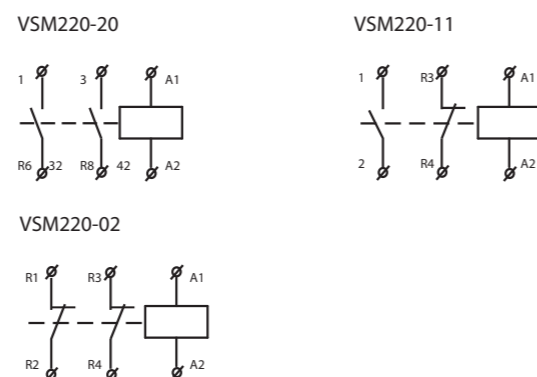 VSM220-20
VSM220-11
1 3 A1
1 R3 A1
R6 32 R8 42 A2
2 R4 A2
VSM220-02
R1 R3 A1
R2 R4 A2